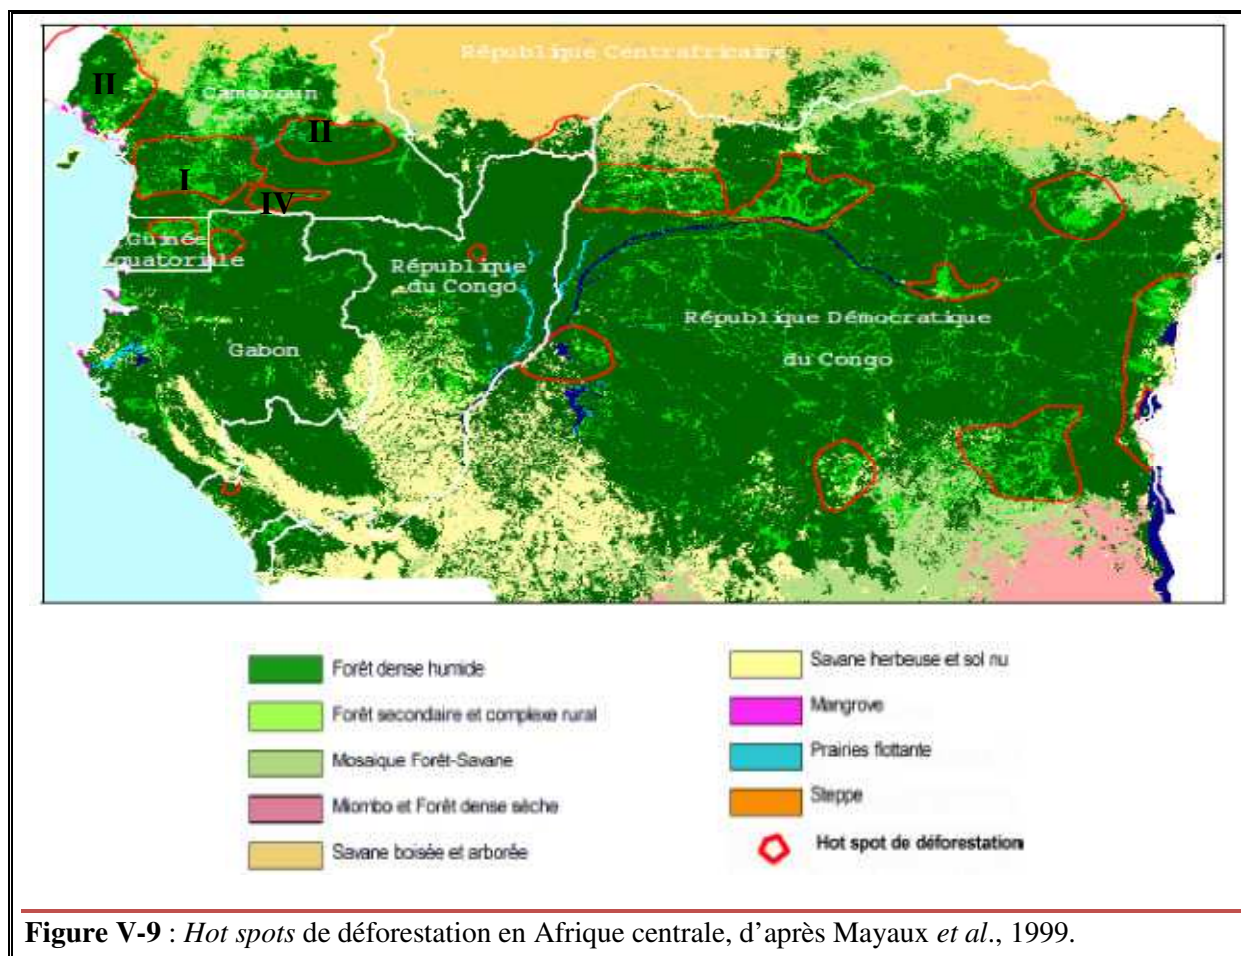 République Centrafricaine
II
Cameroun
II
I
IV
Guinée
Equatoriale
République
du Congo
République Démocratique
du Congo
Gabon
Forêt dense humide
Forêt secondaire et complexe rural
Mosaique Forêt-Savane
Miombo et Forêt dense sèche
Savane boisée et arborée
Savane herbeuse et sol nu
Mangrove
Prairies flottante
Steppe
Hot spot de déforestation
Figure V-9 : Hot spots de déforestation en Afrique centrale, d’après Mayaux et al., 1999.